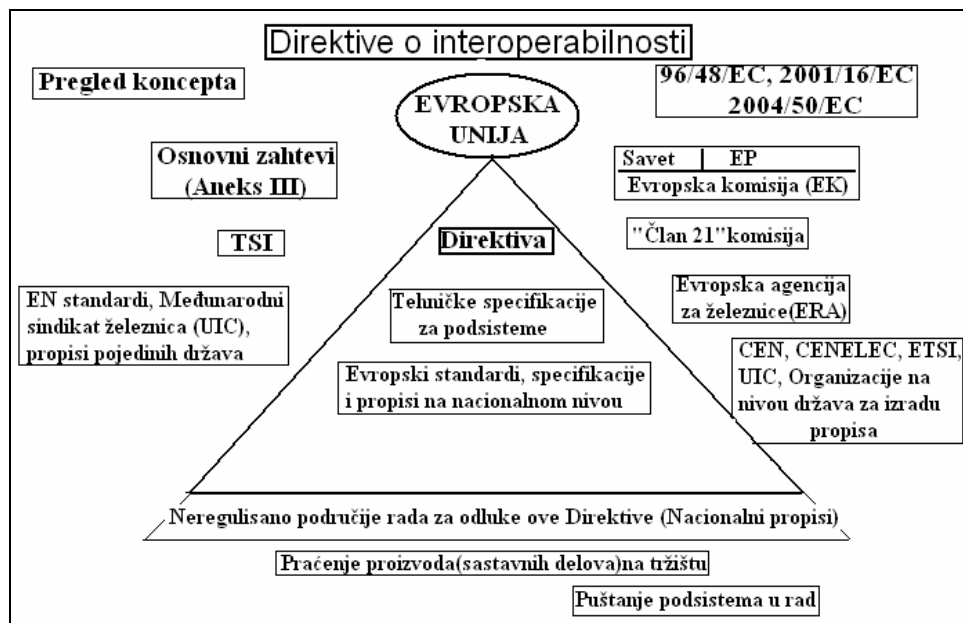 Direktive o interoperabilnosti
Pregled koncepta
96/48/EC, 2001/16/EC
2004/50/EC
EVROPSKA
UNIJA
Osnovni zahtevi
(Aneks III)
Savet EP
Evropska komisija (EK)
TSI
Direktiva
"Član 21"komisija
EN standardi, Međunarodni
sindikat železnica (UIC),
propisi pojedinih država
Tehničke specifikacije
za podsisteme
Evropska agencija
za železnice(ERA)
Evropski standardi, specifikacije
i propisi na nacionalnom nivou
CEN, CENELEC, ETSI,
UIC, Organizacije na
nivou država za izradu
propisa
Neregulisano područije rada za odluke ove Direktive (Nacionalni propisi)
Praćenje proizvoda(sastavnih delova)na tržištu
Puštanje podsistema u rad